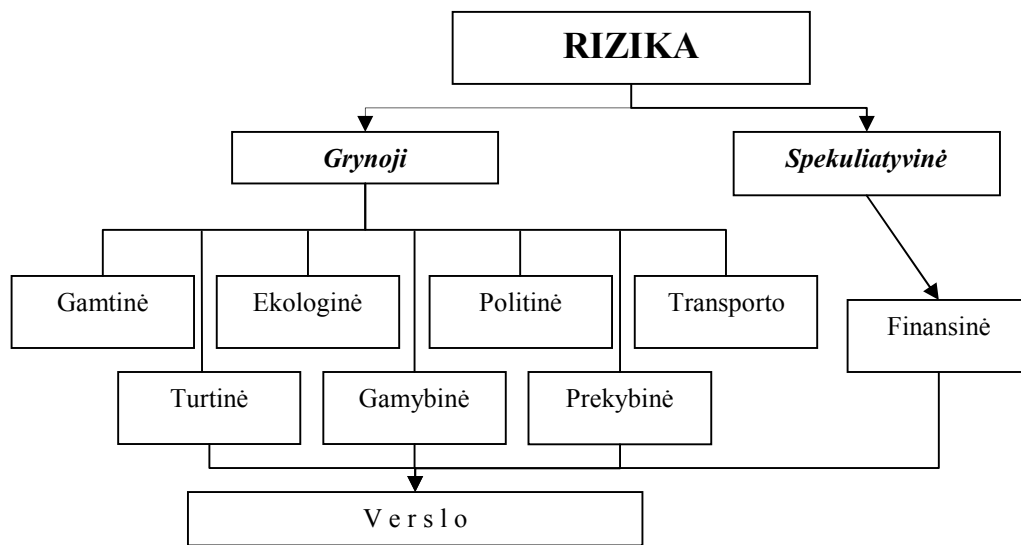 RIZIKA
Grynoji
Spekuliatyvinė
Gamtinė
Ekologinė
Politinė
Transporto
Finansinė
Turtinė
Gamybinė
Prekybinė
V e r s l o